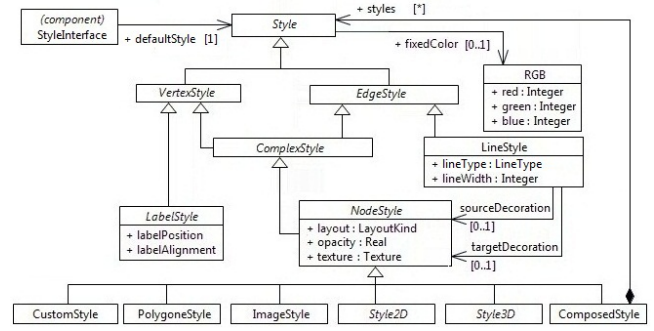 (component)
StyleInterface
+ defaultStyle [1]
Style
+ styles [*]
+ fixedColor [0..1]
RGB
+ red : Integer
+ green : Integer
+ blue : Integer
VertexStyle
EdgeStyle
ComplexStyle
LineStyle
+ lineType : LineType
+ lineWidth : Integer
LabelStyle
+ labelPosition
+ labelAlignment
NodeStyle
+ layout : LayoutKind
+ opacity : Real
+ texture : Texture
sourceDecoration
[0..1]
targetDecoration
[0..1]
CustomStyle
PolygoneStyle
ImageStyle
Style2D
Style3D
ComposedStyle